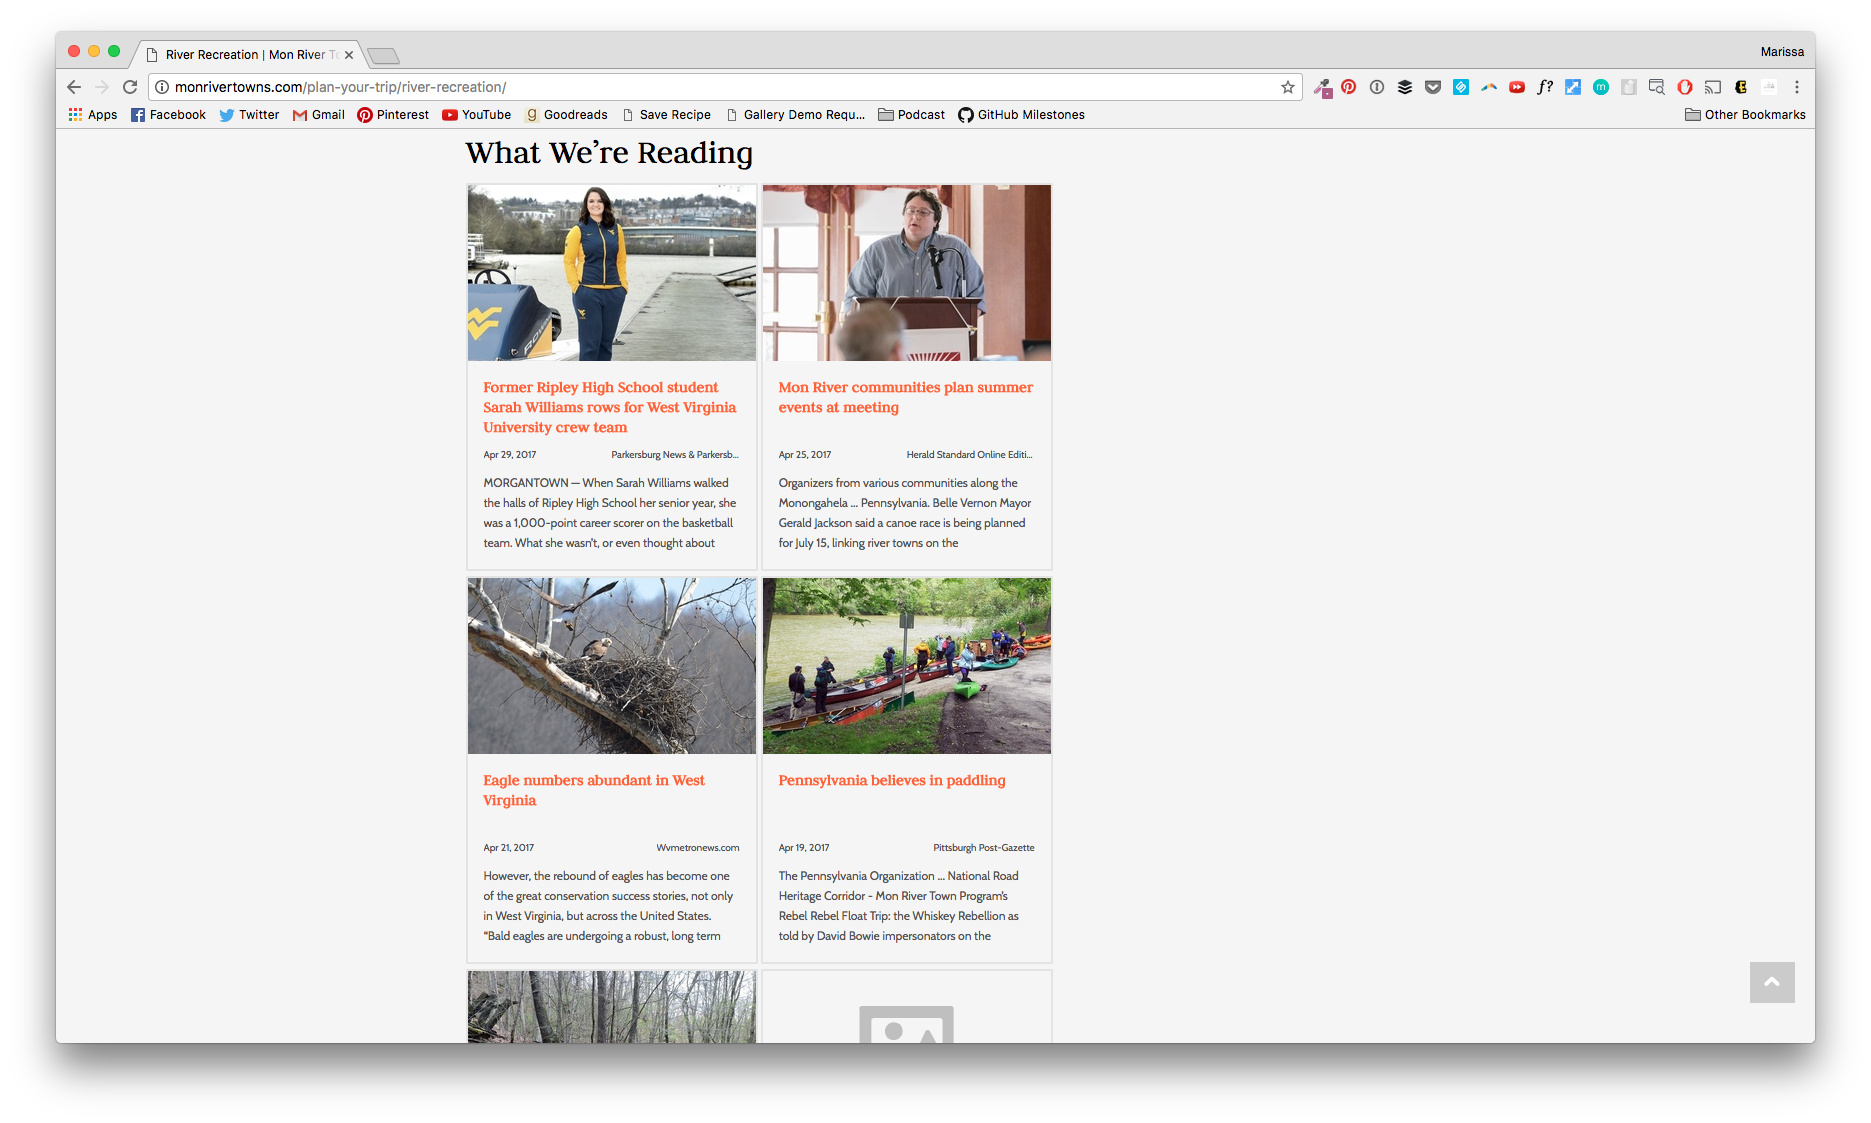 River Recreation | Mon River To
Marissa
monrivertowns.com/plan-your-trip/river-recreation/
f?
m
Apps
Facebook
Twitter
Gmail
Pinterest
YouTube
g Goodreads
Save Recipe
Gallery Demo Requ...
Podcast
GitHub Milestones
Other Bookmarks
What We’re Reading
Former Ripley High School student
Sarah Williams rows for West Virginia
University crew team
Apr 29, 2017
Parkersburg News & Parkersb...
MORGANTOWN — When Sarah Williams walked
the halls of Ripley High School her senior year, she
was a 1,000-point career scorer on the basketball
team. What she wasn’t, or even thought about
Mon River communities plan summer
events at meeting
Apr 25, 2017
Herald Standard Online Editi...
Organizers from various communities along the
Monongahela ... Pennsylvania. Belle Vernon Mayor
Gerald Jackson said a canoe race is being planned
for July 15, linking river towns on the
Eagle numbers abundant in West
Virginia
Apr 21, 2017
Wvmetronews.com
However, the rebound of eagles has become one
of the great conservation success stories, not only
in West Virginia, but across the United States.
“Bald eagles are undergoing a robust, long term
Pennsylvania believes in paddling
Apr 19, 2017
Pittsburgh Post-Gazette
The Pennsylvania Organization ... National Road
Heritage Corridor - Mon River Town Program’s
Rebel Rebel Float Trip: the Whiskey Rebellion as
told by David Bowie impersonators on the